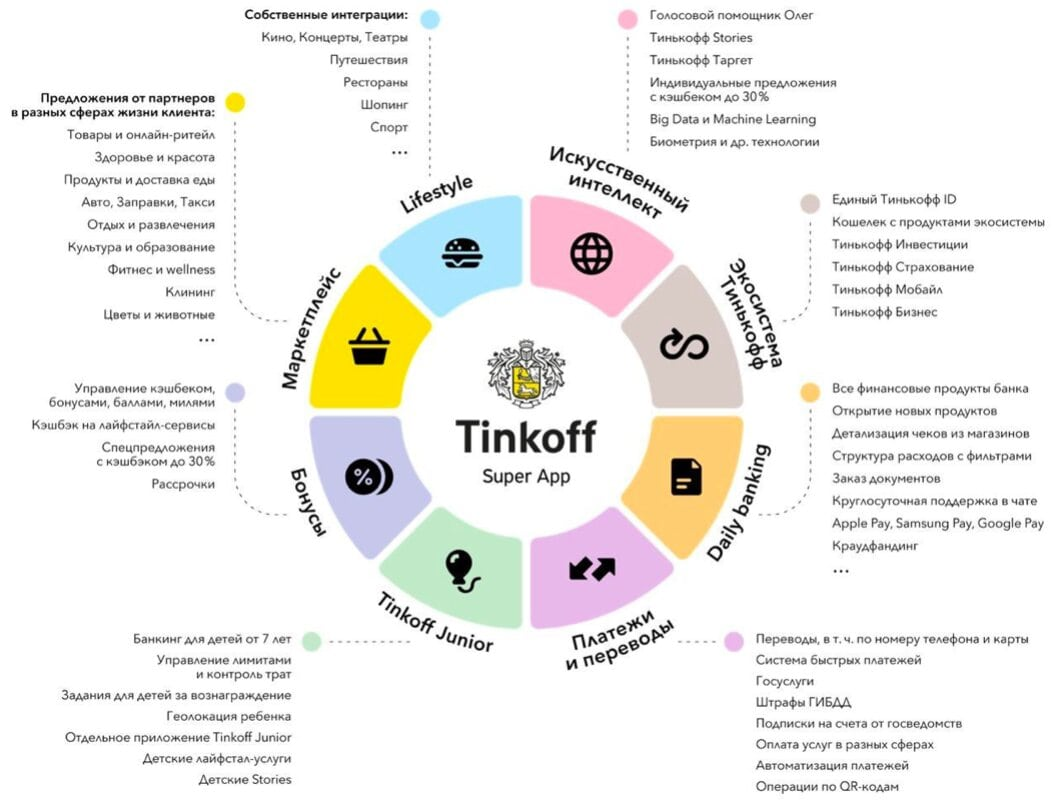 Собственные интеграции:
Кино, Концерты, Театры
Путешествия
Рестораны
Шопинг
Спорт
...
Голосовой помощник Олег
Тинькофф Stories
Тинькофф Таргет
Индивидуальные предложения
с кэшбеком до 30%
Big Data и Machine Learning
Биометрия и др. технологии
Предложения от партнеров
в разных сферах жизни клиента:
Товары и онлайн-ритейл
Здоровье и красота
Продукты и доставка еды
Авто, Заправки, Такси
Отдых и развлечения
Культура и образование
Фитнес и wellness
Клининг
Цветы и животные
...
Lifestyle
Искусственный
интеллект
Единый Тинькофф ID
Кошелек с продуктами экосистемы
Тинькофф Инвестиции
Тинькофф Страхование
Тинькофф Мобайл
Тинькофф Бизнес
Маркетплейс
Экосистема
Тинькофф
Tinkoff
Super App
Управление кэшбеком,
бонусами, баллами, милями
Кэшбэк на лайфстайл-сервисы
Спецпредложения
с кэшбэком до 30%
Рассрочки
Бонусы
%
Daily banking
Все финансовые продукты банка
Открытие новых продуктов
Детализация чеков из магазинов
Структура расходов с фильтрами
Заказ документов
Круглосуточная поддержка в чате
Apple Pay, Samsung Pay, Google Pay
Краудфандинг
...
Tinkoff Junior
Платежи
и переводы
Банкинг для детей от 7 лет
Управление лимитами
и контроль трат
Задания для детей за вознаграждение
Геолокация ребенка
Отдельное приложение Tinkoff Junior
Детские лайфстал-услуги
Детские Stories
Переводы, в т. ч. по номеру телефона и карты
Система быстрых платежей
Госуслуги
Штрафы ГИБДД
Подписки на счета от госведомств
Оплата услуг в разных сферах
Автоматизация платежей
Операции по QR-кодам